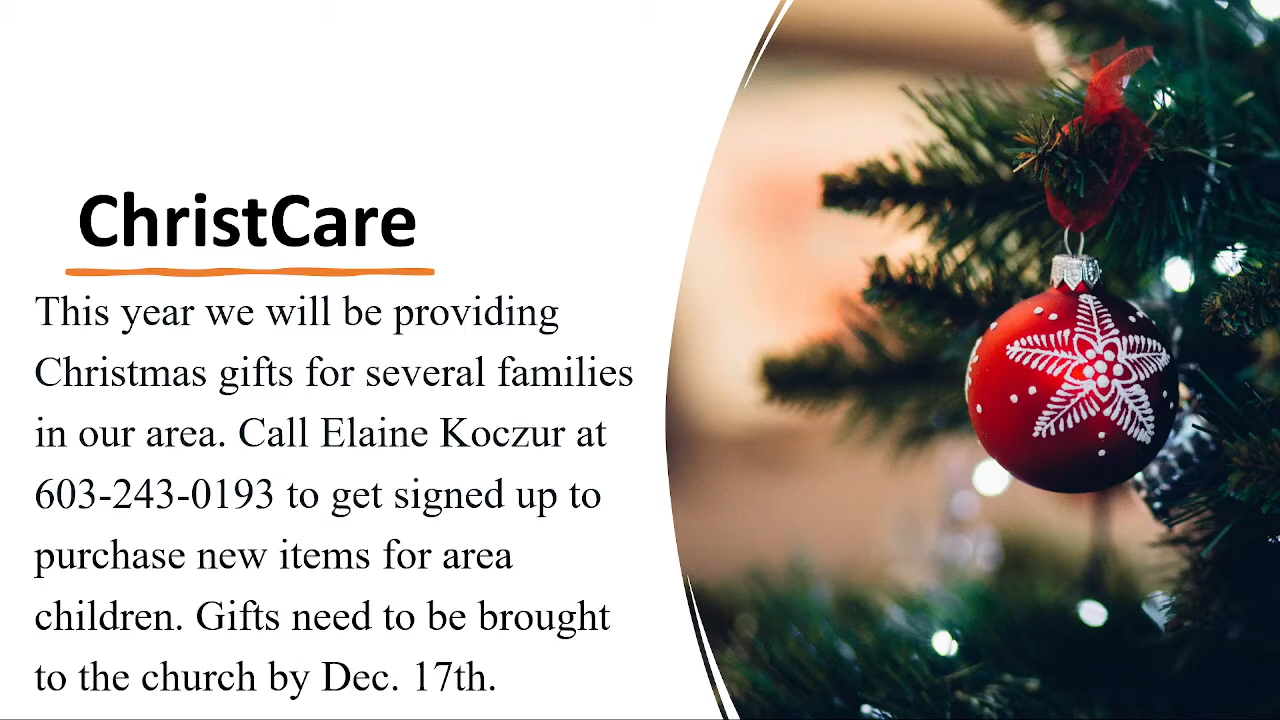 ChristCare
This year we will be providing
Christmas gifts for several families
in our area. Call Elaine Koczur at
603-243-0193 to get signed up to
purchase new items for area
children. Gifts need to be brought
to the church by Dec. 17th.